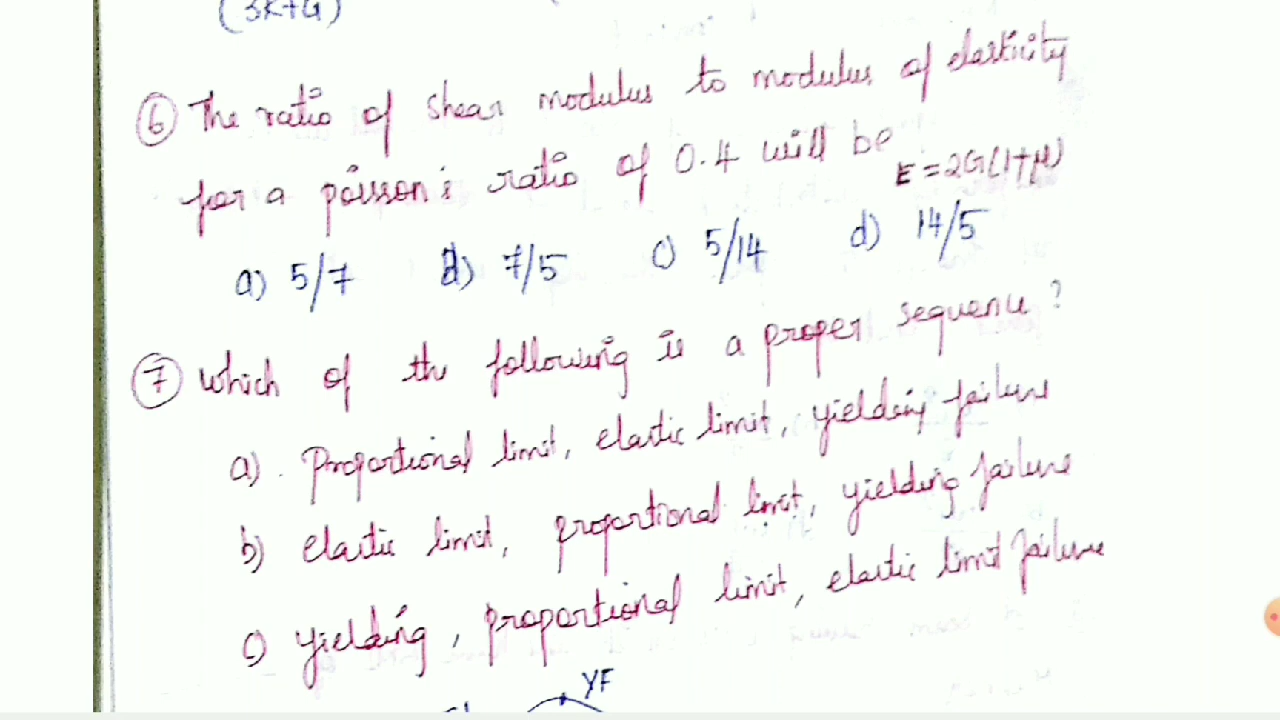 (3K+G)
⑥ The ratio of shear modulus to modulus of elasticity
for a poisson's ratio of 0.4 will be
E = 2G(1+μ)
a) 5/7 b) 7/5 c) 5/14 d) 14/5
⑦ Which of the following is a proper sequence?
a). Proportional limit, elastic limit, yielding failure
b) Elastic limit, proportional limit, yielding failure
c) Yielding, proportional limit, elastic limit failure
YF